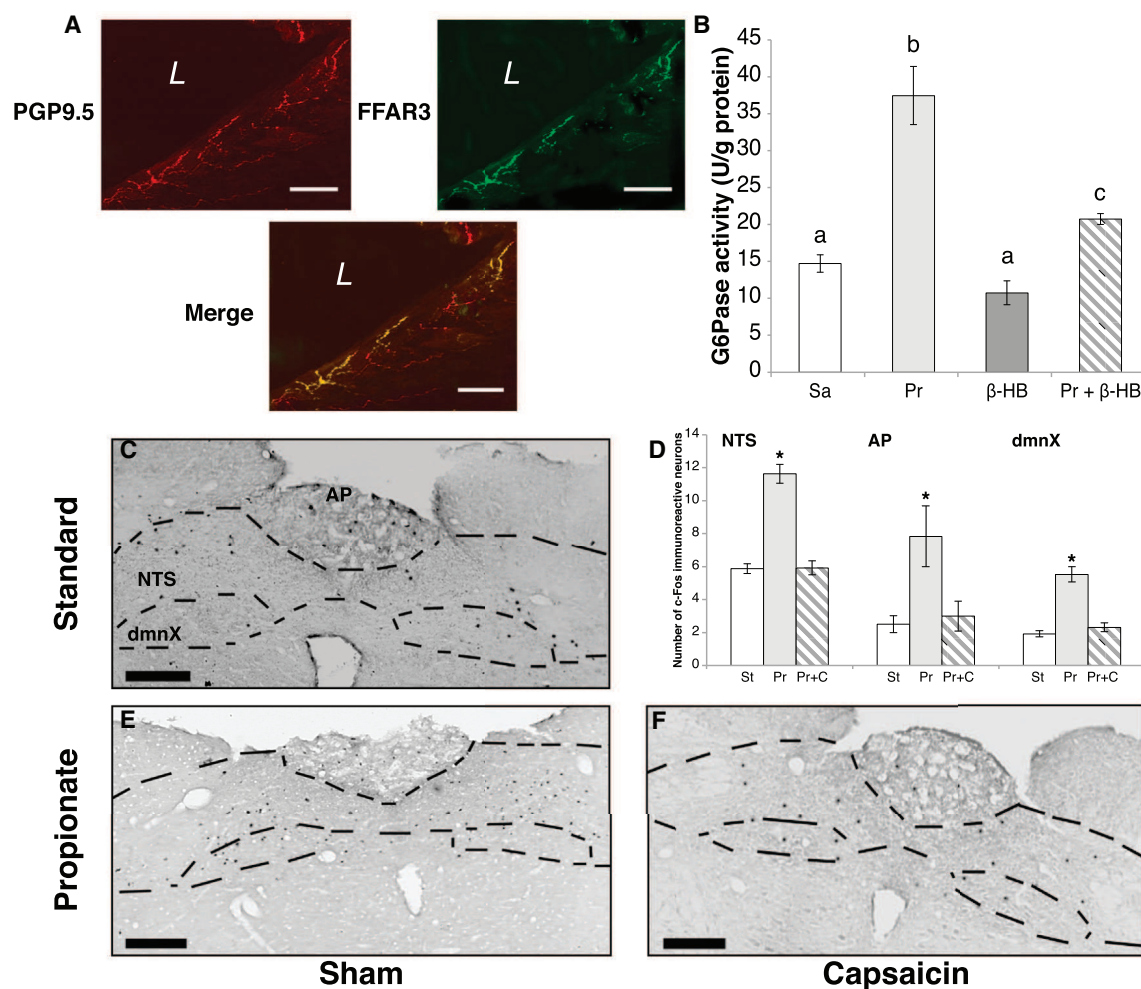 A
PGP9.5
L
FFAR3
L
Merge
L
B
G6Pase activity (U/g protein)
45
40
35
30
25
20
15
10
5
0
a
b
a
c
Sa
Pr
β-HB
Pr + β-HB
Standard
C
AP
NTS
dmnX
D
Number of c-Fos immunoreactive neurons
14
12
10
8
6
4
2
0
NTS
AP
dmnX
*
*
*
St
Pr
Pr+C
St
Pr
Pr+C
St
Pr
Pr+C
Propionate
E
F
Sham
Capsaicin